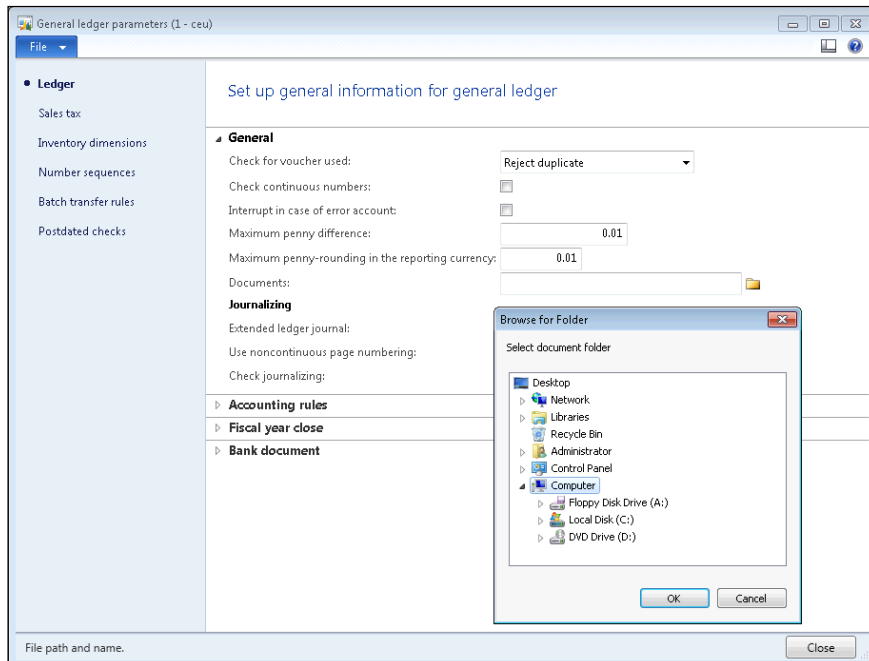 General ledger parameters (1 - ceu)
File
Ledger
Sales tax
Inventory dimensions
Number sequences
Batch transfer rules
Postdated checks
Set up general information for general ledger
General
Check for voucher used: Reject duplicate
Check continuous numbers:
Interrupt in case of error account:
Maximum penny difference: 0.01
Maximum penny-rounding in the reporting currency: 0.01
Documents:
Journalizing
Extended ledger journal:
Use noncontinuous page numbering:
Check journalizing:
Accounting rules
Fiscal year close
Bank document
Browse for Folder
Select document folder
Desktop
Network
Libraries
Recycle Bin
Administrator
Control Panel
Computer
Floppy Disk Drive (A:)
Local Disk (C:)
DVD Drive (D:)
OK Cancel
File path and name.
Close